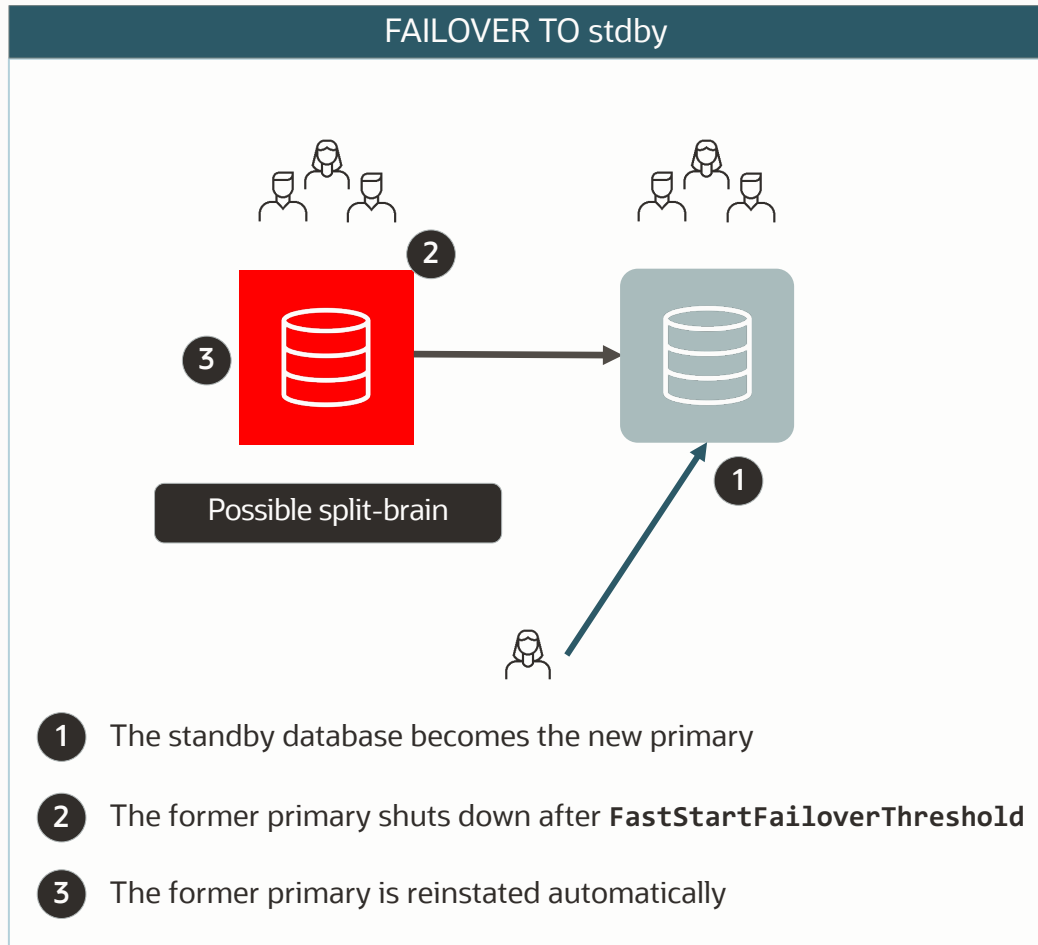 FAILOVER TO stdby
2
3
1
Possible split-brain
1 The standby database becomes the new primary
2 The former primary shuts down after FastStartFailoverThreshold
3 The former primary is reinstated automatically